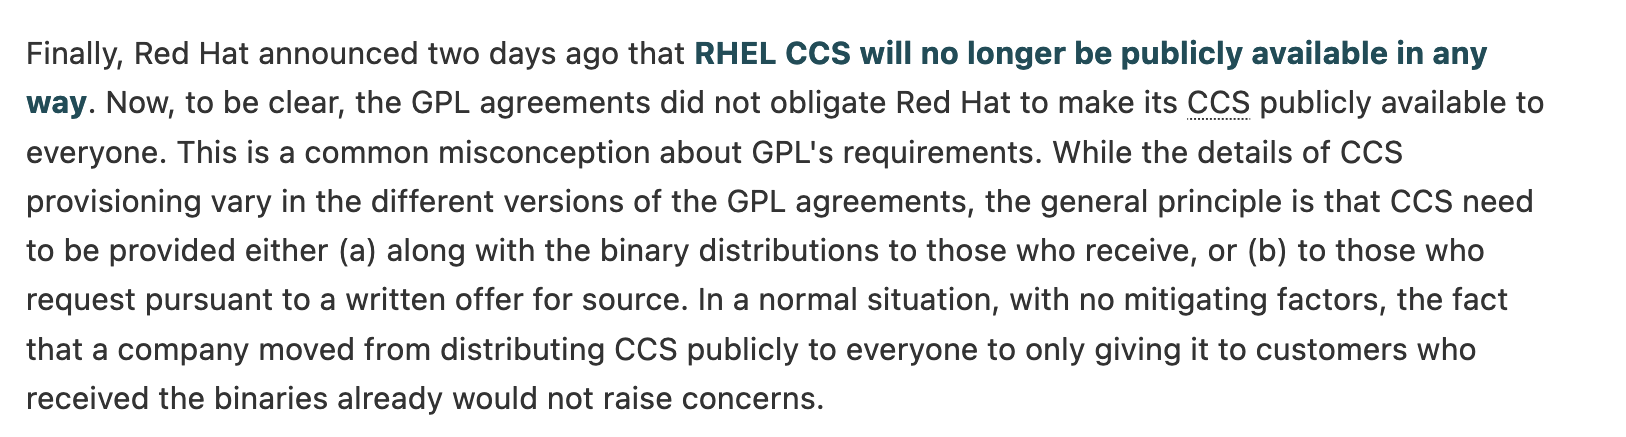 Finally, Red Hat announced two days ago that RHEL CCS will no longer be publicly available in any
way. Now, to be clear, the GPL agreements did not obligate Red Hat to make its CCS publicly available to
everyone. This is a common misconception about GPL's requirements. While the details of CCS
provisioning vary in the different versions of the GPL agreements, the general principle is that CCS need
to be provided either (a) along with the binary distributions to those who receive, or (b) to those who
request pursuant to a written offer for source. In a normal situation, with no mitigating factors, the fact
that a company moved from distributing CCS publicly to everyone to only giving it to customers who
received the binaries already would not raise concerns.